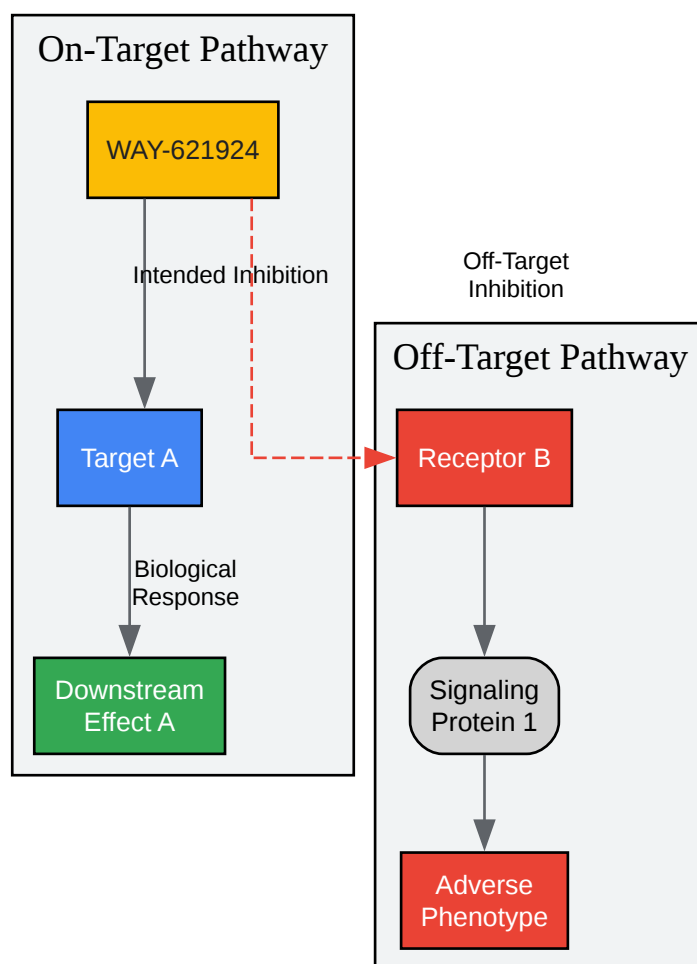 On-Target Pathway
WAY-621924
Intended Inhibition
Off-Target
Inhibition
Off-Target Pathway
Target A
Receptor B
Biological
Response
Downstream
Effect A
Signaling
Protein 1
Adverse
Phenotype